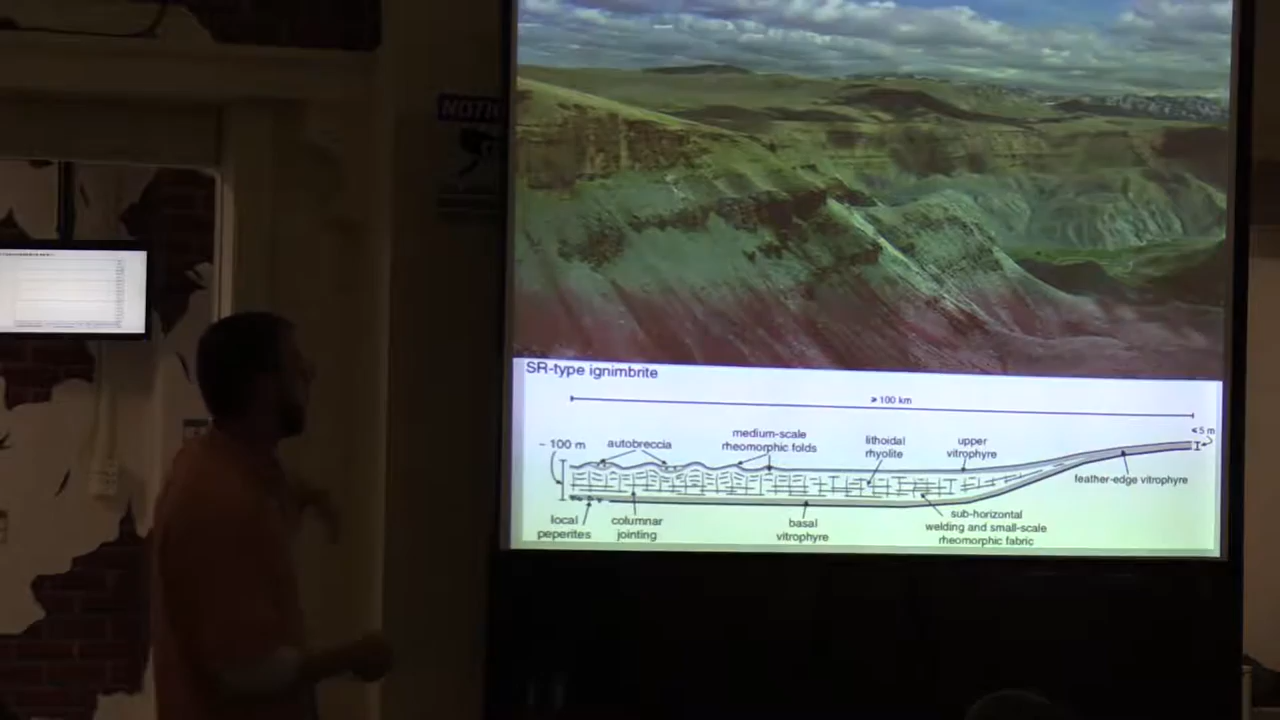 NOTI
SR-type ignimbrite
⩾ 100 km
~ 100 m
autobreccia
medium-scale
rheomorphic folds
lithoidal
rhyolite
upper
vitrophyre
⩽ 5 m
feather-edge vitrophyre
local
peperites
columnar
jointing
basal
vitrophyre
sub-horizontal
welding and small-scale
rheomorphic fabric